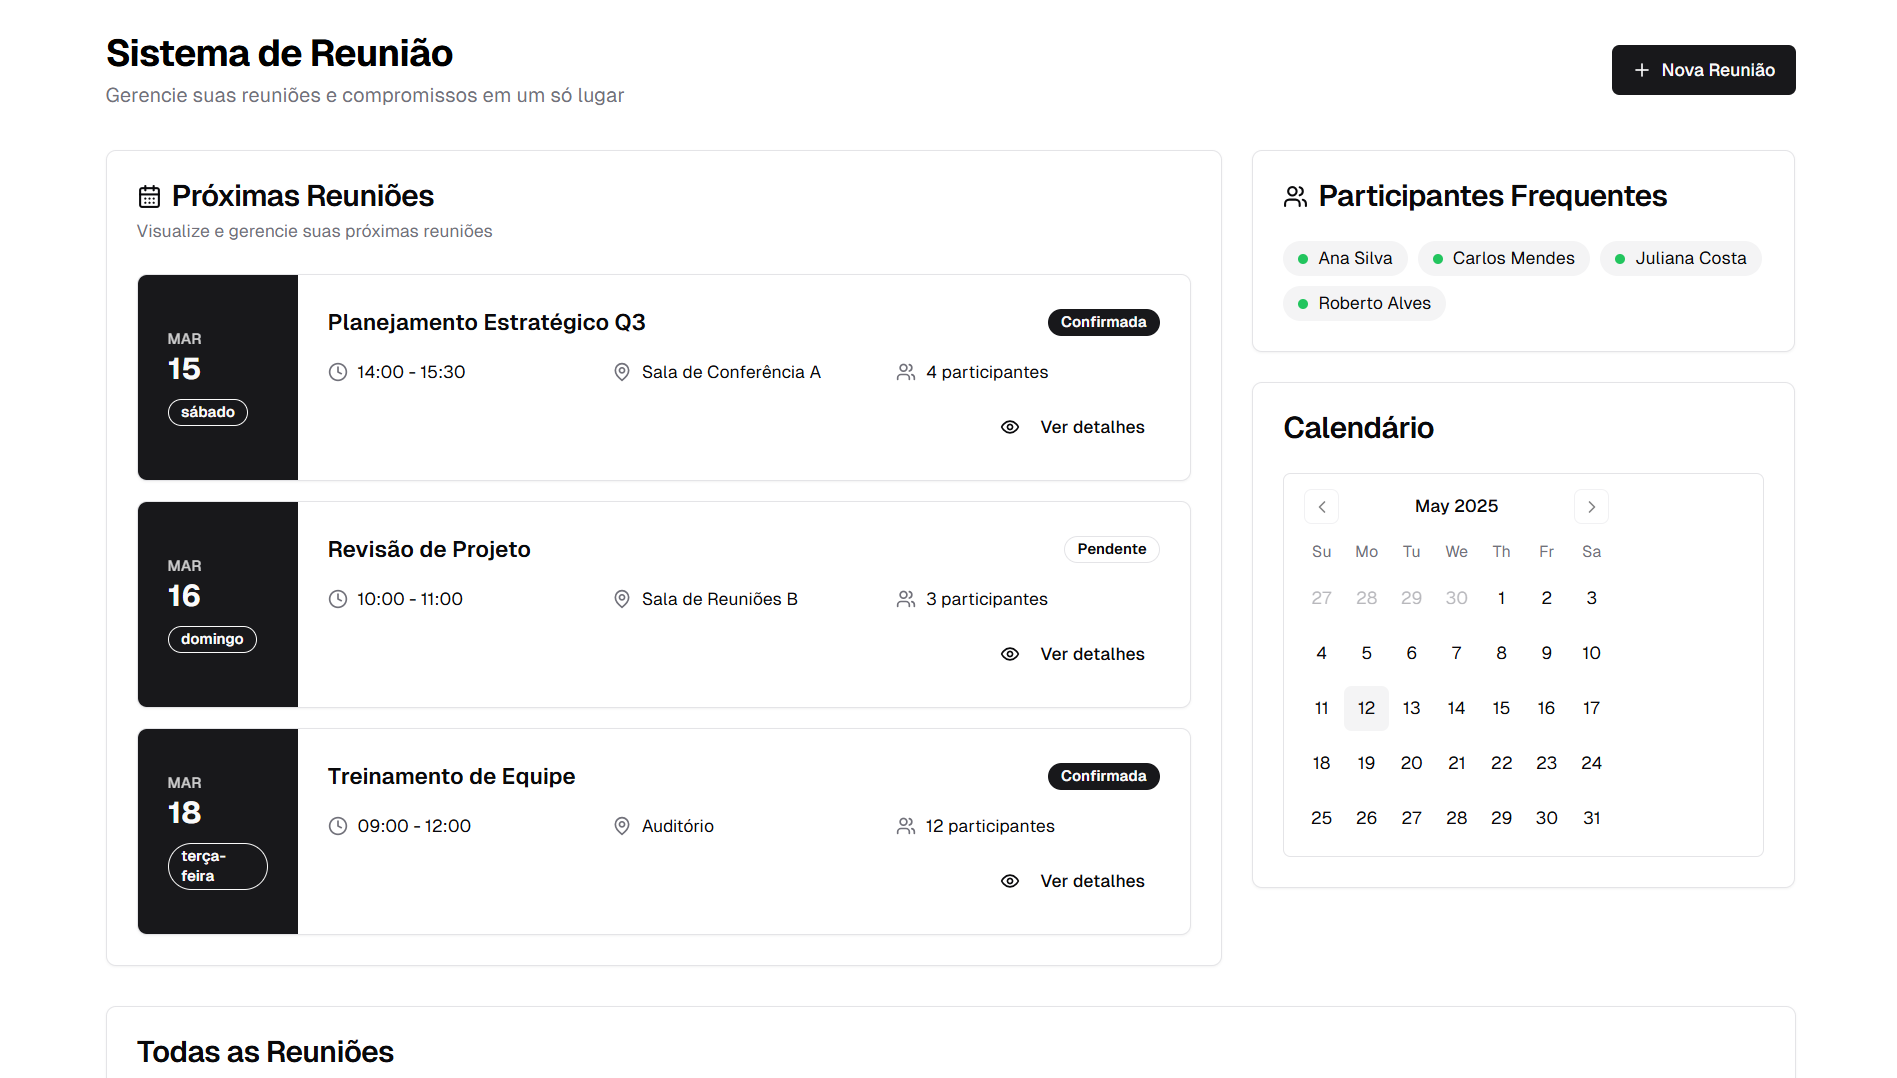 Sistema de Reunião
Gerencie suas reuniões e compromissos em um só lugar
Nova Reunião
Próximas Reuniões
Visualize e gerencie suas próximas reuniões
MAR
15
sábado
Planejamento Estratégico Q3
Confirmada
14:00 - 15:30
Sala de Conferência A
4 participantes
Ver detalhes
MAR
16
domingo
Revisão de Projeto
Pendente
10:00 - 11:00
Sala de Reuniões B
3 participantes
Ver detalhes
MAR
18
terça-
feira
Treinamento de Equipe
Confirmada
09:00 - 12:00
Auditório
12 participantes
Ver detalhes
Participantes Frequentes
Ana Silva
Carlos Mendes
Juliana Costa
Roberto Alves
Calendário
May 2025
Su Mo Tu We Th Fr Sa
27 28 29 30 1 2 3
4 5 6 7 8 9 10
11 12 13 14 15 16 17
18 19 20 21 22 23 24
25 26 27 28 29 30 31
Todas as Reuniões